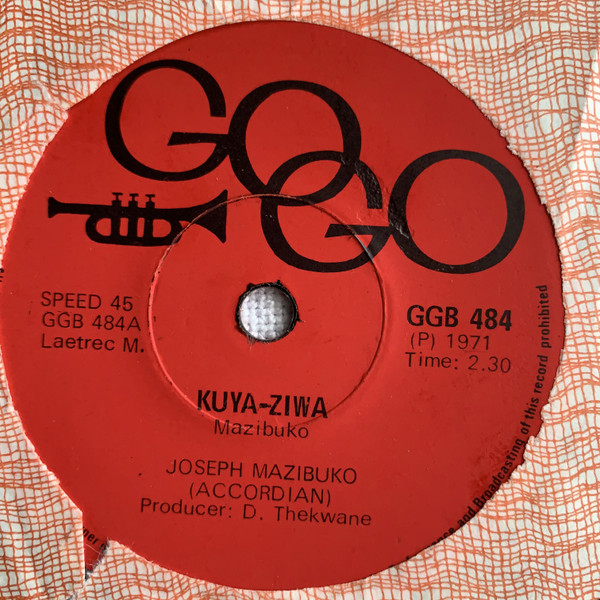 GO GO
SPEED 45
GGB 484A
Laetrec M.
GGB 484
(P) 1971
Time: 2.30
KUYA-ZIWA
Mazibuko
JOSEPH MAZIBUKO
(ACCORDIAN)
Producer: D. Thekwane
and Broadcasting of this record prohibited